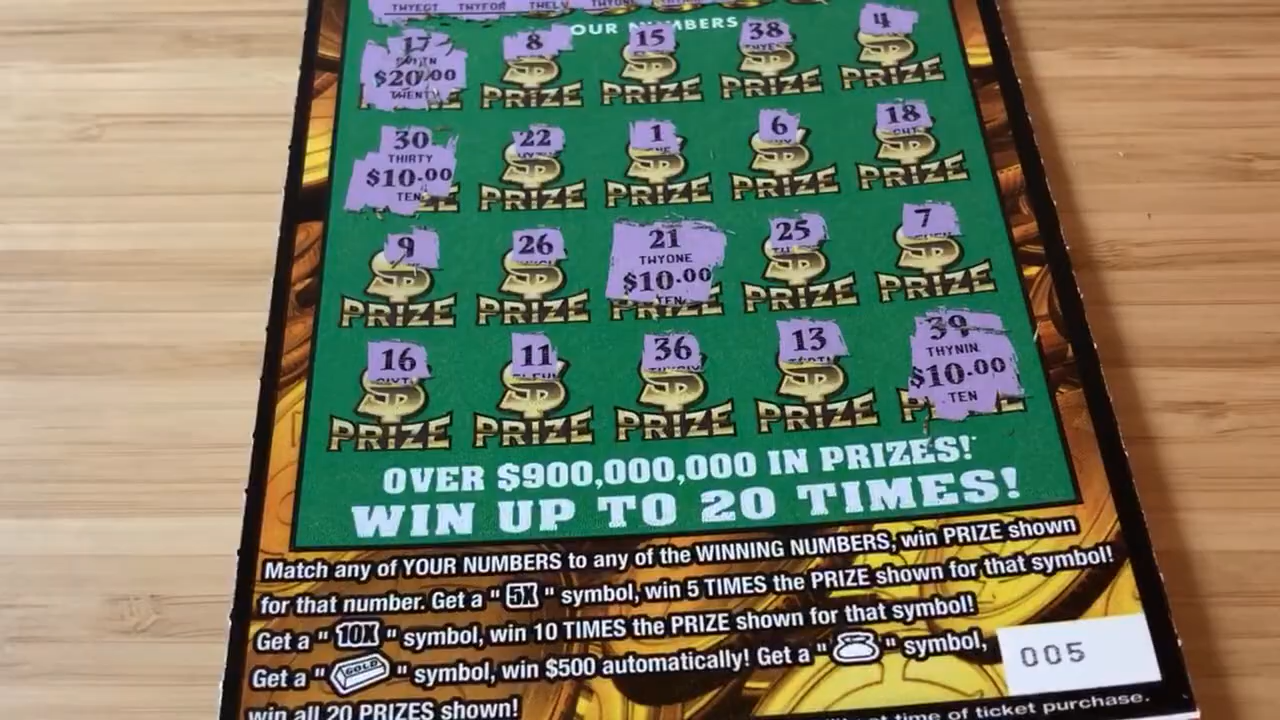 THYEGT THYFOR THELV THYONE
OUR NUMBERS
17 8 15 38 4
$20.00
TWENTY PRIZE PRIZE PRIZE PRIZE
30 22 1 6 18
THIRTY
$10.00
TEN PRIZE PRIZE PRIZE PRIZE
9 26 21 25 7
THYONE
$10.00
PRIZE PRIZE TEN PRIZE PRIZE
16 11 36 13 39
THYNIN
$10.00
PRIZE PRIZE PRIZE PRIZE TEN
OVER $900,000,000 IN PRIZES!
WIN UP TO 20 TIMES!
Match any of YOUR NUMBERS to any of the WINNING NUMBERS, win PRIZE shown
for that number. Get a "5X" symbol, win 5 TIMES the PRIZE shown for that symbol!
Get a "10X" symbol, win 10 TIMES the PRIZE shown for that symbol!
Get a "GOLD" symbol, win $500 automatically! Get a " " symbol,
win all 20 PRIZES shown!
005
at time of ticket purchase.